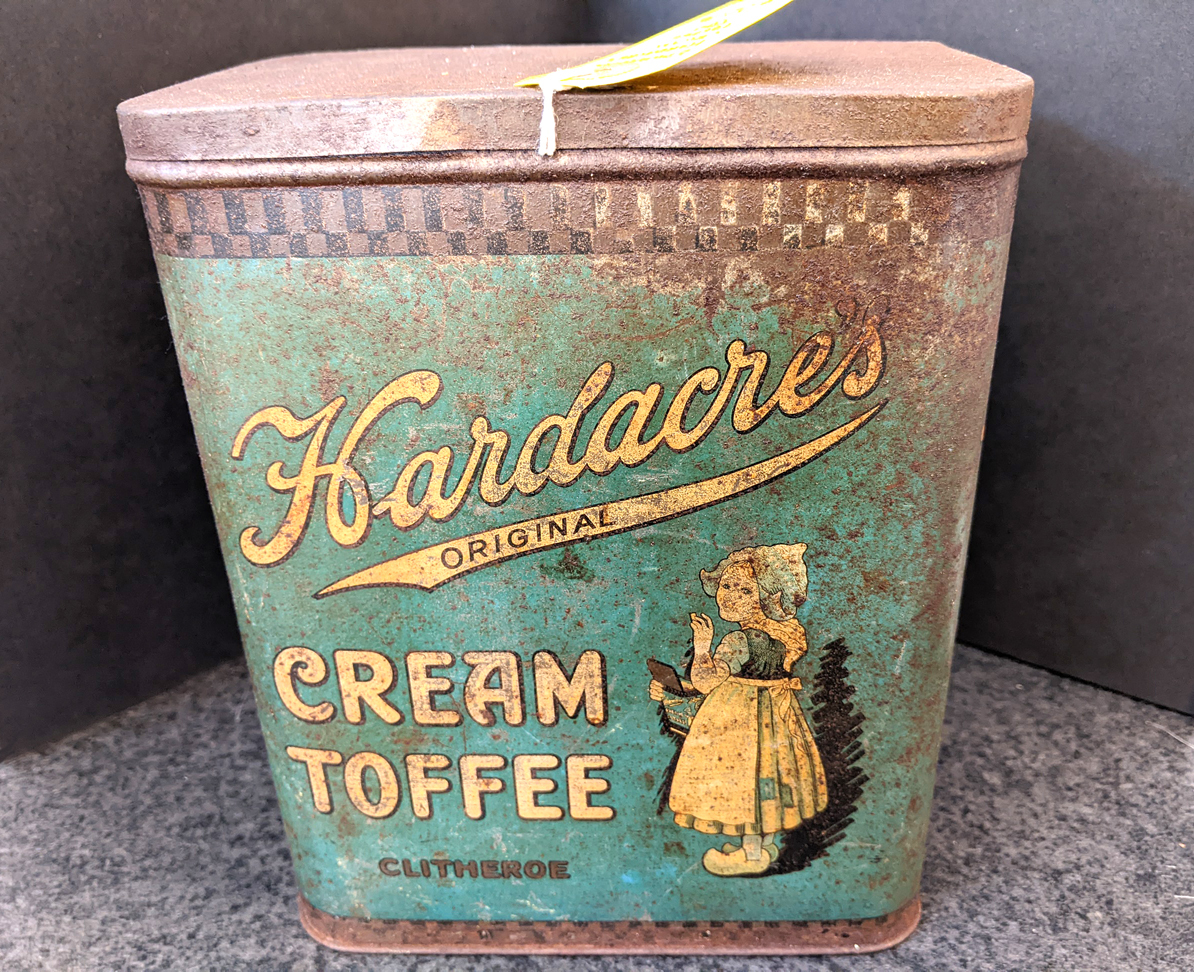 Hardacre's
ORIGINAL
CREAM
TOFFEE
CLITHEROE